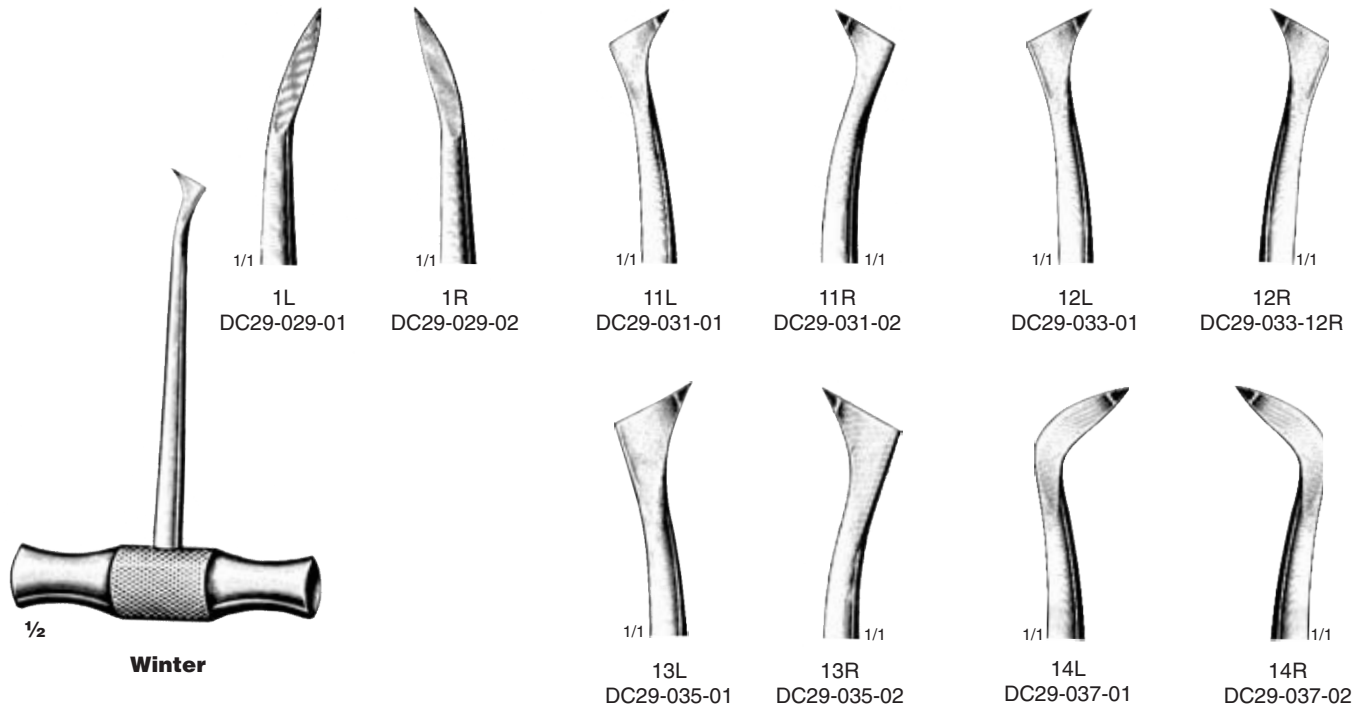 1/1
1/1
1/1
1/1
1/1
1/1
1L
DC29-029-01
1R
DC29-029-02
11L
DC29-031-01
11R
DC29-031-02
12L
DC29-033-01
12R
DC29-033-12R
½
Winter
1/1
1/1
1/1
1/1
13L
DC29-035-01
13R
DC29-035-02
14L
DC29-037-01
14R
DC29-037-02